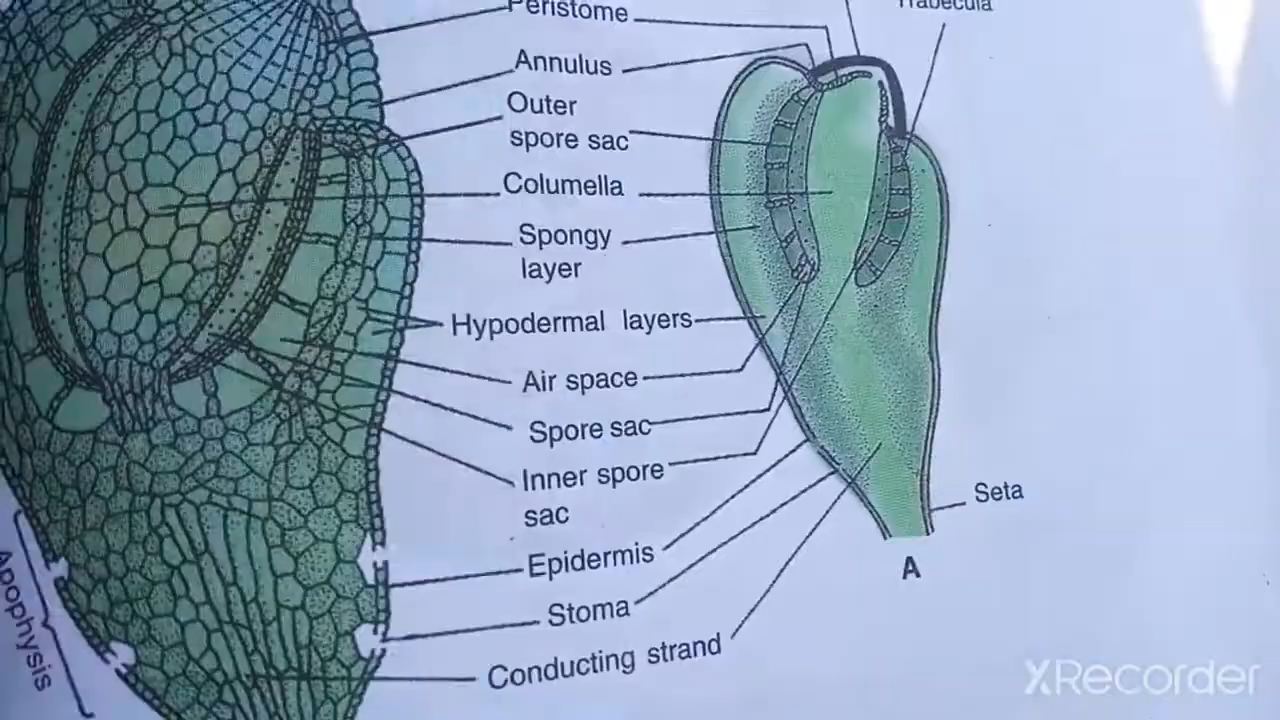 Peristome
Trabecula
Annulus
Outer
spore sac
Columella
Spongy
layer
Hypodermal layers
Air space
Spore sac
Inner spore
sac
Seta
Epidermis
A
Stoma
Conducting strand
Apophysis
XRecorder